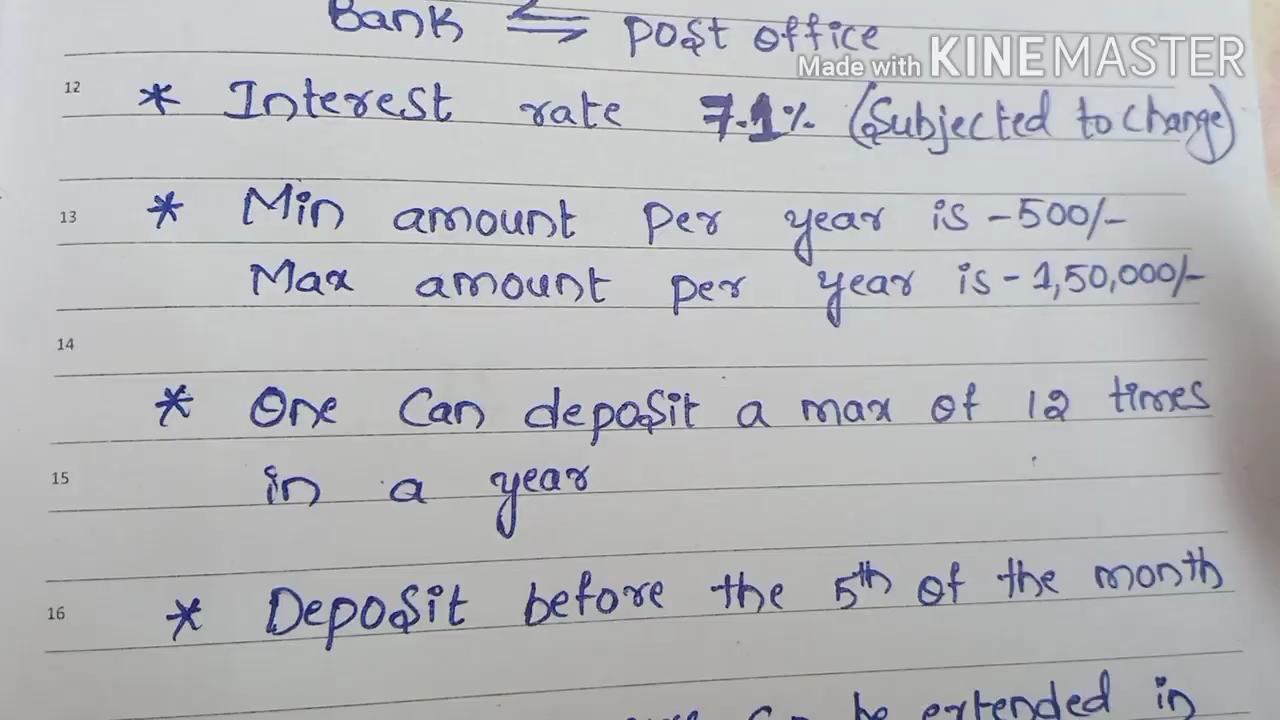 Bank ⇌ post office
Made with KINEMASTER
12 * Interest rate 7.1% (Subjected to change)
13 * Min amount per year is - 500/-
Max amount per year is - 1,50,000/-
14
* One can deposit a max of 12 times
15 in a year
16 * Deposit before the 5th of the month
be extended in